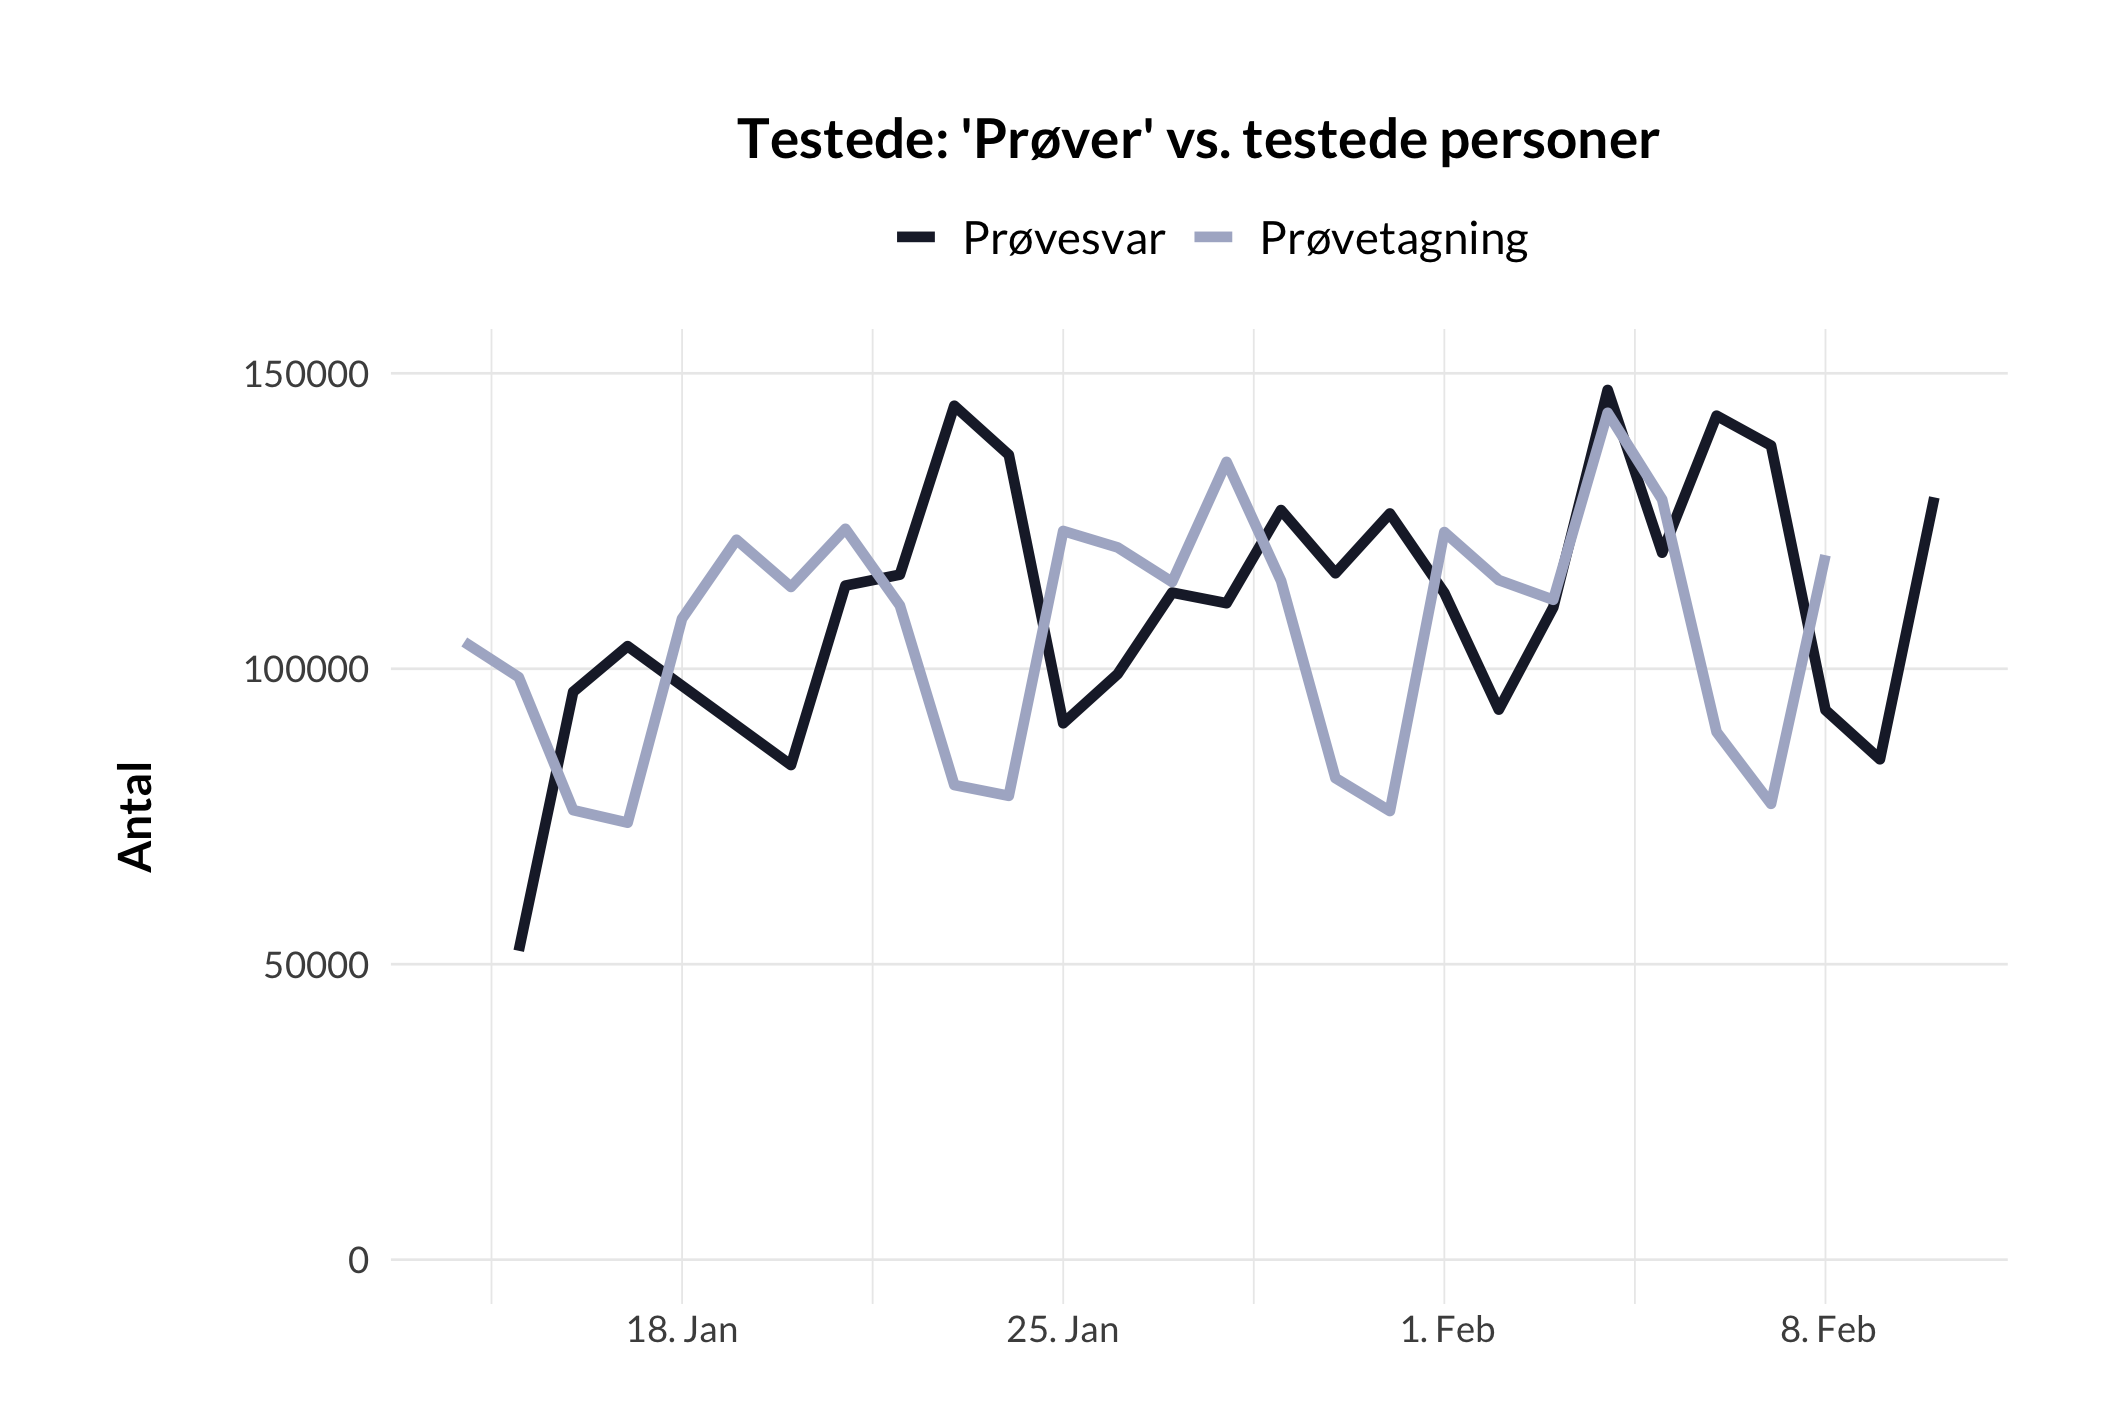 Testede: 'Prøver' vs. testede personer
Prøvesvar Prøvetagning
Antal
150000
100000
50000
0
18. Jan 25. Jan 1. Feb 8. Feb